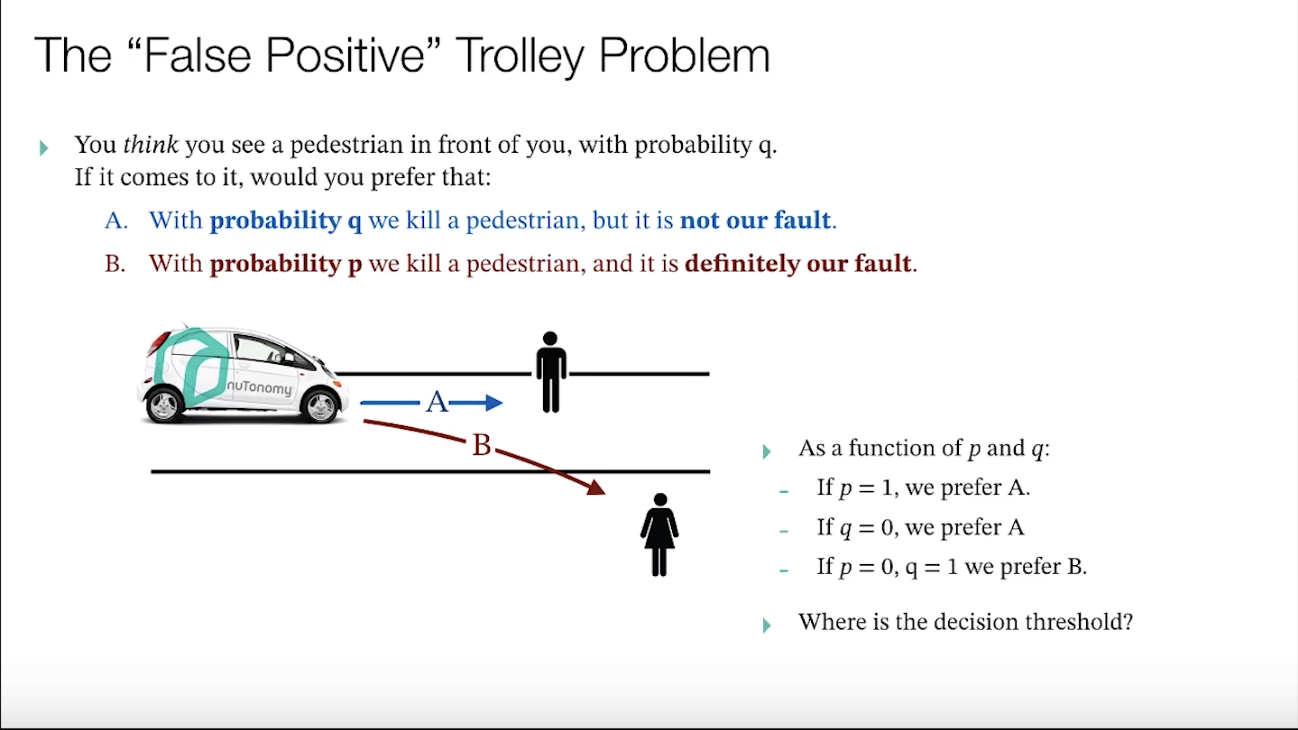 The “False Positive” Trolley Problem
You think you see a pedestrian in front of you, with probability q.
If it comes to it, would you prefer that:
A. With probability q we kill a pedestrian, but it is not our fault.
B. With probability p we kill a pedestrian, and it is definitely our fault.
nuTonomy
A
B
As a function of p and q:
- If p = 1, we prefer A.
- If q = 0, we prefer A
- If p = 0, q = 1 we prefer B.
Where is the decision threshold?